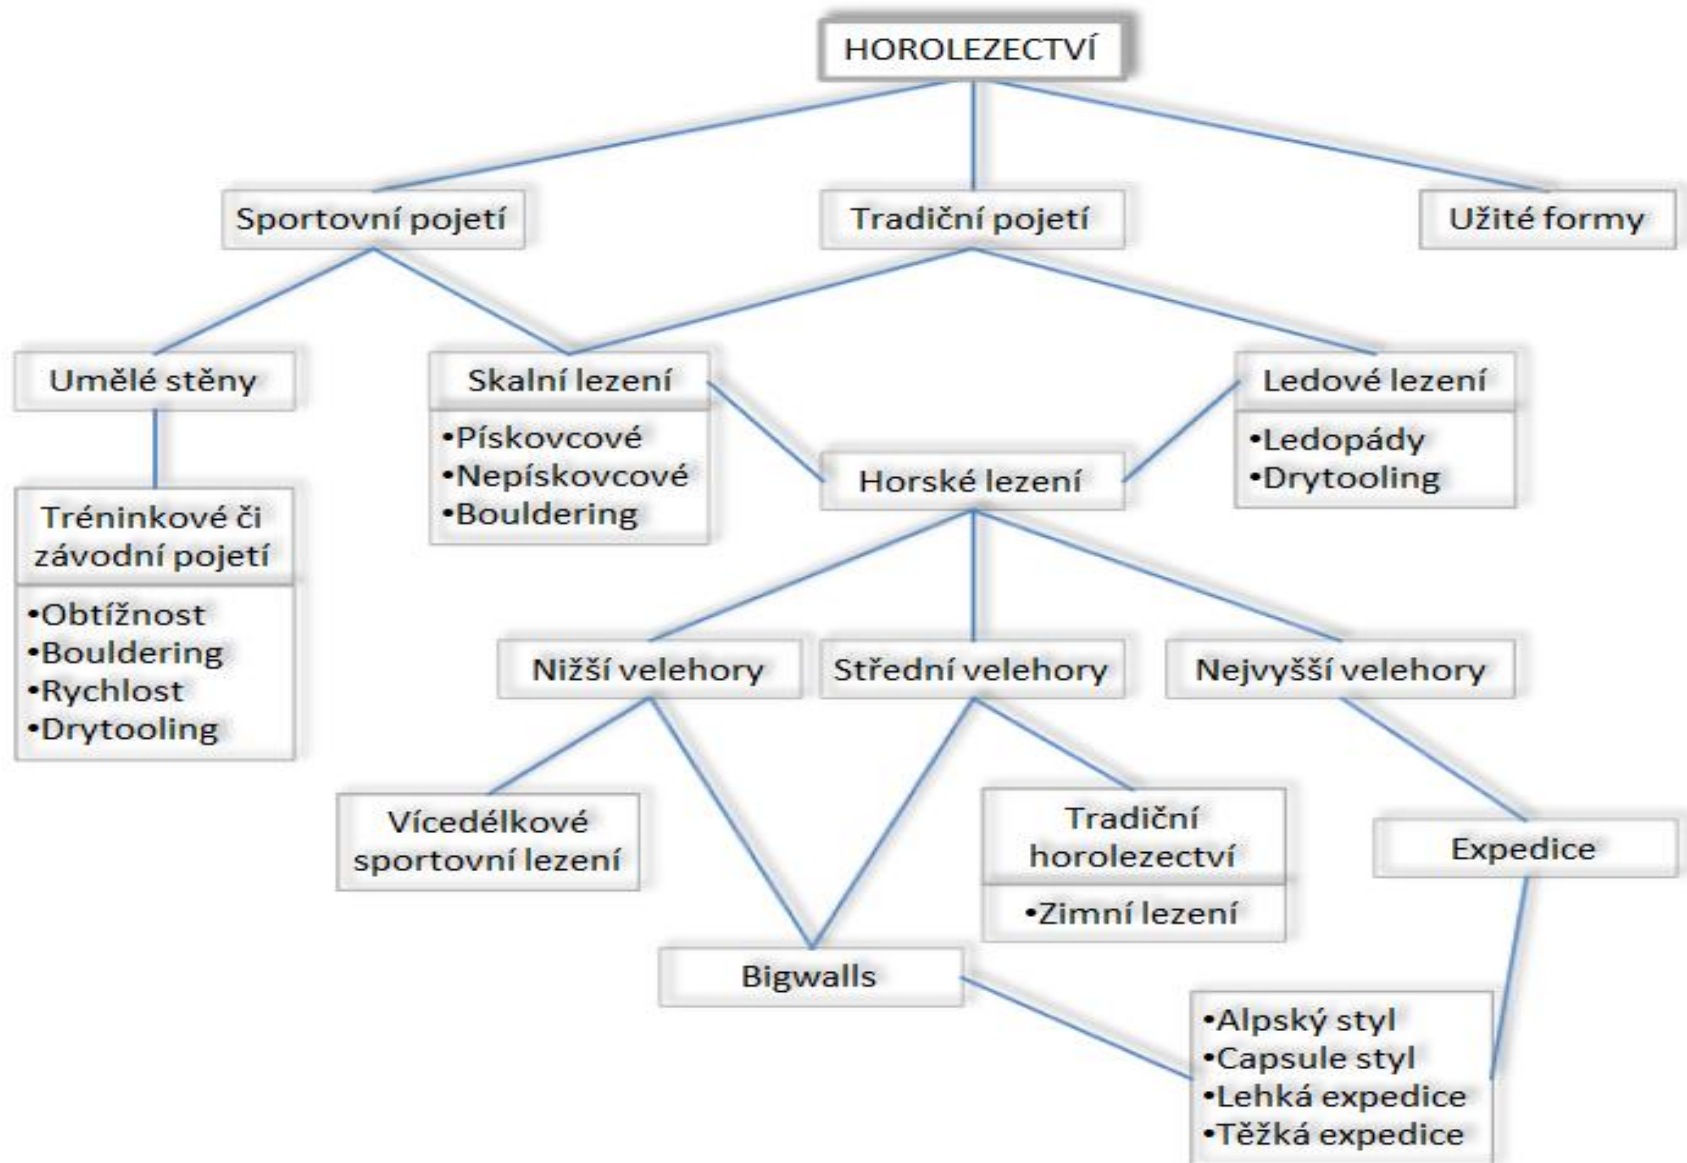 HOROLEZECTVÍ
Sportovní pojetí
Tradiční pojetí
Užité formy
Umělé stěny
Skalní lezení
•Pískovcové
•Nepískovcové
•Bouldering
Ledové lezení
•Ledopády
•Drytooling
Horské lezení
Tréninkové či
závodní pojetí
•Obtížnost
•Bouldering
•Rychlost
•Drytooling
Nižší velehory
Střední velehory
Nejvyšší velehory
Vícedélkové
sportovní lezení
Tradiční
horolezectví
•Zimní lezení
Expedice
Bigwalls
•Alpský styl
•Capsule styl
•Lehká expedice
•Těžká expedice